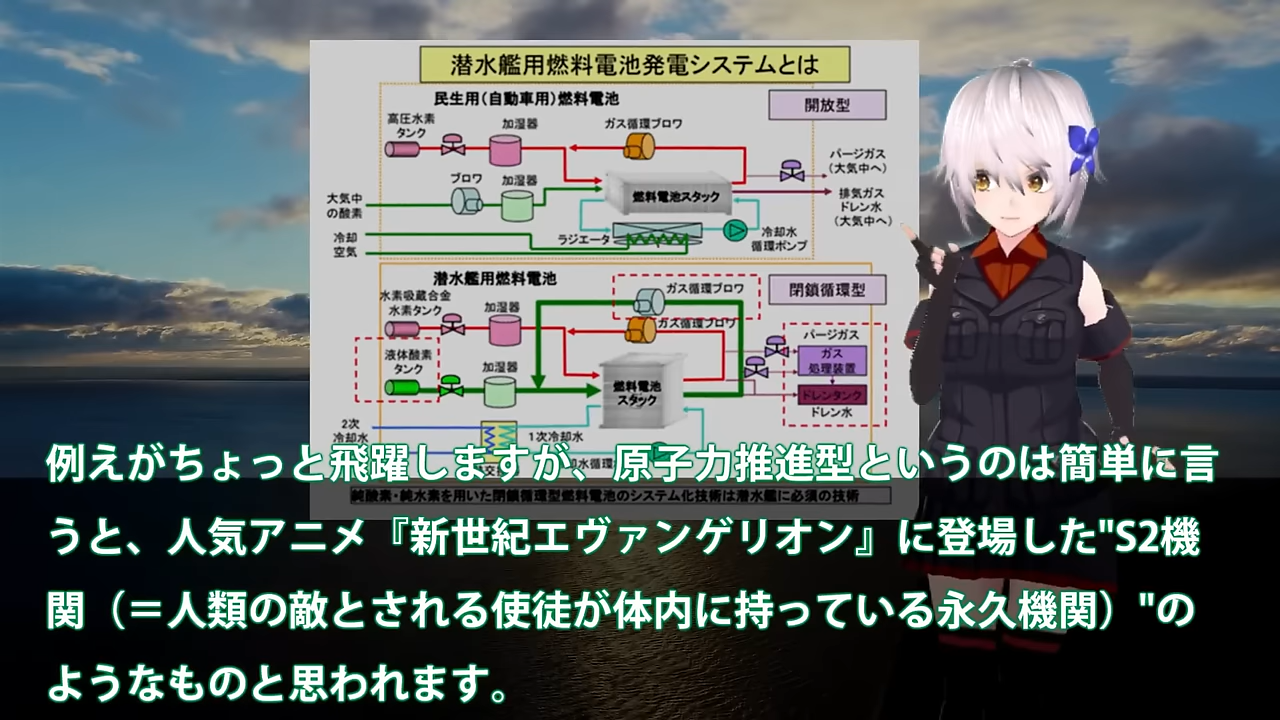 潜水艦用燃料電池発電システムとは
民生用(自動車用)燃料電池
開放型
高圧水素
タンク
加湿器
ガス循環ブロワ
パージガス
(大気中へ)
ブロワ
加湿器
燃料電池スタック
排気ガス
ドレン水
(大気中へ)
大気中
の酸素
冷却
空気
ラジエータ
冷却水
循環ポンプ
潜水艦用燃料電池
閉鎖循環型
水素吸蔵合金
水素タンク
加湿器
ガス循環ブロワ
ガス循環ブロワ
パージガス
液体酸素
タンク
加湿器
燃料電池
スタック
ガス
処理装置
ドレンタンク
ドレン水
2次
冷却水
1次冷却水
純酸素・純水素を用いた閉鎖循環型燃料電池のシステム化技術は潜水艦に必須の技術
例えがちょっと飛躍しますが、原子力推進型というのは簡単に言
うと、人気アニメ『新世紀エヴァンゲリオン』に登場した"S2機
関（＝人類の敵とされる使徒が体内に持っている永久機関）"の
ようなものと思われます。